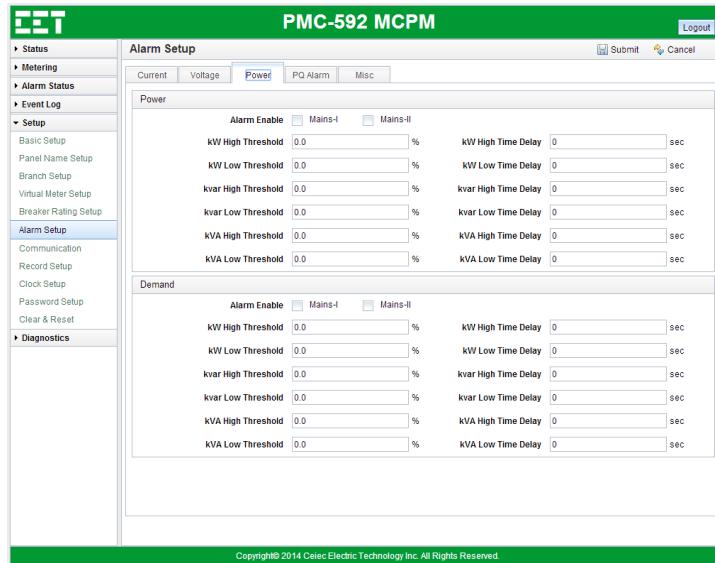 CET PMC-592 MCPM Logout
Status
Metering
Alarm Status
Event Log
Setup
Basic Setup
Panel Name Setup
Branch Setup
Virtual Meter Setup
Breaker Rating Setup
Alarm Setup
Communication
Record Setup
Clock Setup
Password Setup
Clear & Reset
Diagnostics
Alarm Setup Submit Cancel
Current Voltage Power PQ Alarm Misc
Power
Alarm Enable Mains-I Mains-II
kW High Threshold 0.0 % kW High Time Delay 0 sec
kW Low Threshold 0.0 % kW Low Time Delay 0 sec
kvar High Threshold 0.0 % kvar High Time Delay 0 sec
kvar Low Threshold 0.0 % kvar Low Time Delay 0 sec
kVA High Threshold 0.0 % kVA High Time Delay 0 sec
kVA Low Threshold 0.0 % kVA Low Time Delay 0 sec
Demand
Alarm Enable Mains-I Mains-II
kW High Threshold 0.0 % kW High Time Delay 0 sec
kW Low Threshold 0.0 % kW Low Time Delay 0 sec
kvar High Threshold 0.0 % kvar High Time Delay 0 sec
kvar Low Threshold 0.0 % kvar Low Time Delay 0 sec
kVA High Threshold 0.0 % kVA High Time Delay 0 sec
kVA Low Threshold 0.0 % kVA Low Time Delay 0 sec
Copyright© 2014 Ceiec Electric Technology Inc. All Rights Reserved.